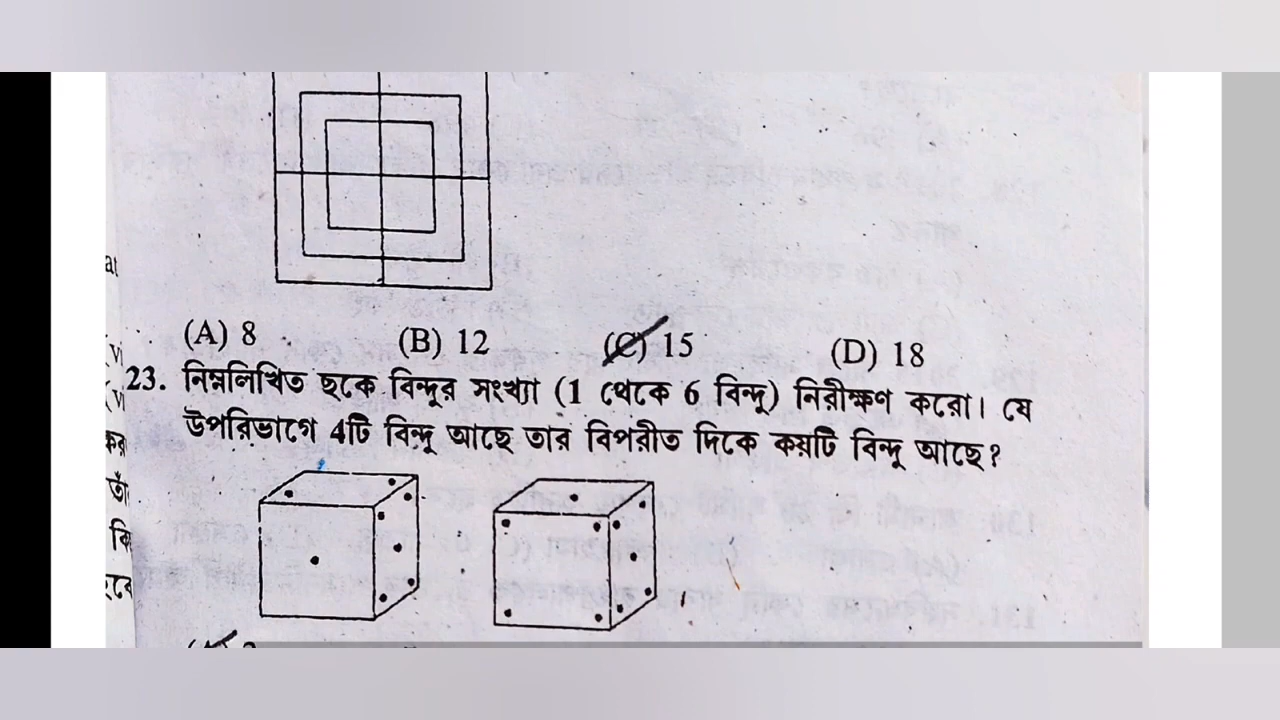 (A) 8 (B) 12 (C) 15 (D) 18
23. নিম্নলিখিত ছকে বিন্দুর সংখ্যা (1 থেকে 6 বিন্দু) নিরীক্ষণ করো। যে
উপরিভাগে 4টি বিন্দু আছে তার বিপরীত দিকে কয়টি বিন্দু আছে?